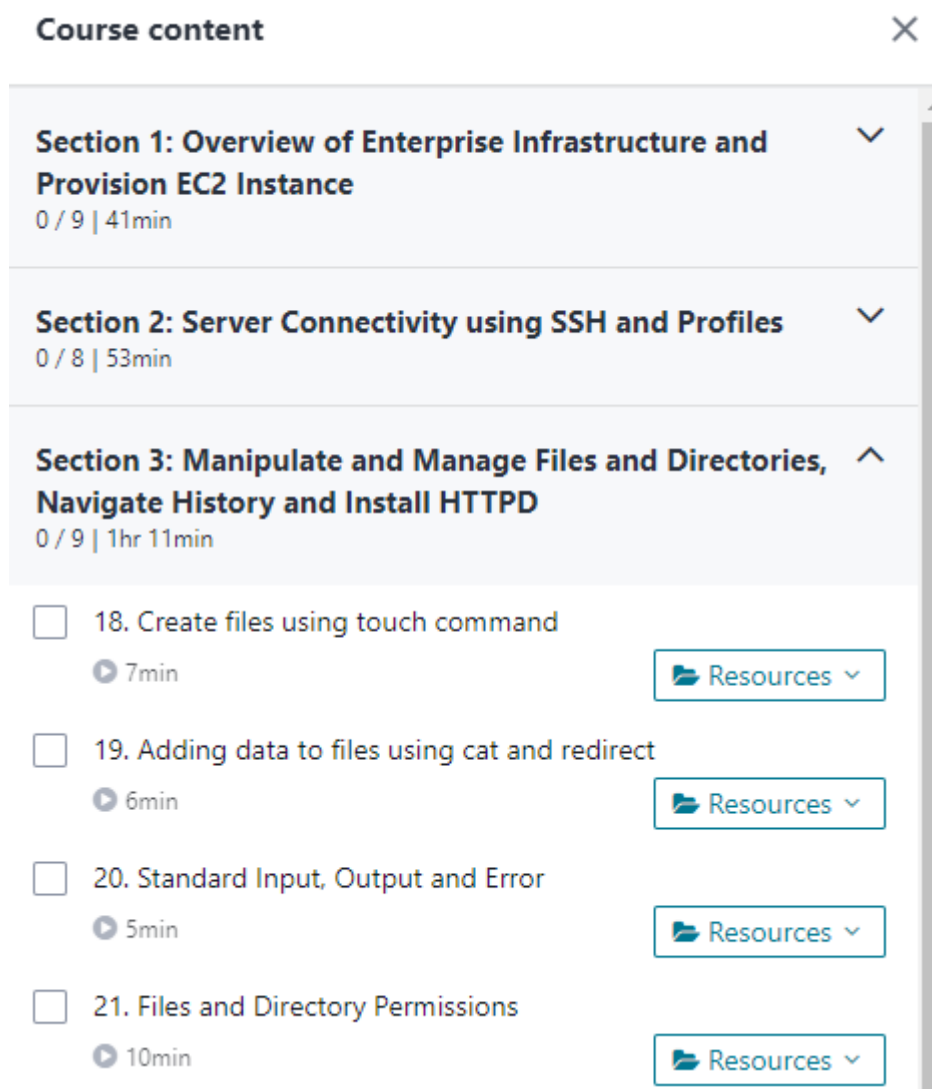 Course content
Section 1: Overview of Enterprise Infrastructure and
Provision EC2 Instance
0 / 9 | 41min
Section 2: Server Connectivity using SSH and Profiles
0 / 8 | 53min
Section 3: Manipulate and Manage Files and Directories,
Navigate History and Install HTTPD
0 / 9 | 1hr 11min
18. Create files using touch command
7min
Resources
19. Adding data to files using cat and redirect
6min
Resources
20. Standard Input, Output and Error
5min
Resources
21. Files and Directory Permissions
10min
Resources